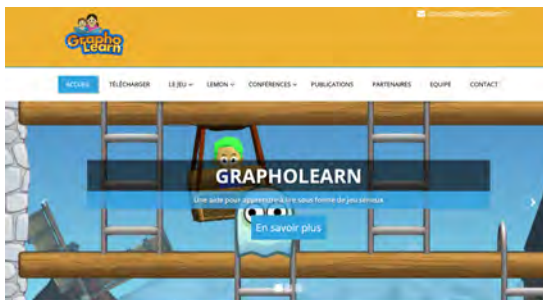 Grapho
Learn
ACCUEIL TÉLÉCHARGER LE JEU LEMON CONFÉRENCES PUBLICATIONS PARTENAIRES EQUIPE CONTACT
GRAPHOLEARN
Une aide pour apprendre à lire sous forme de jeu sérieux
En savoir plus